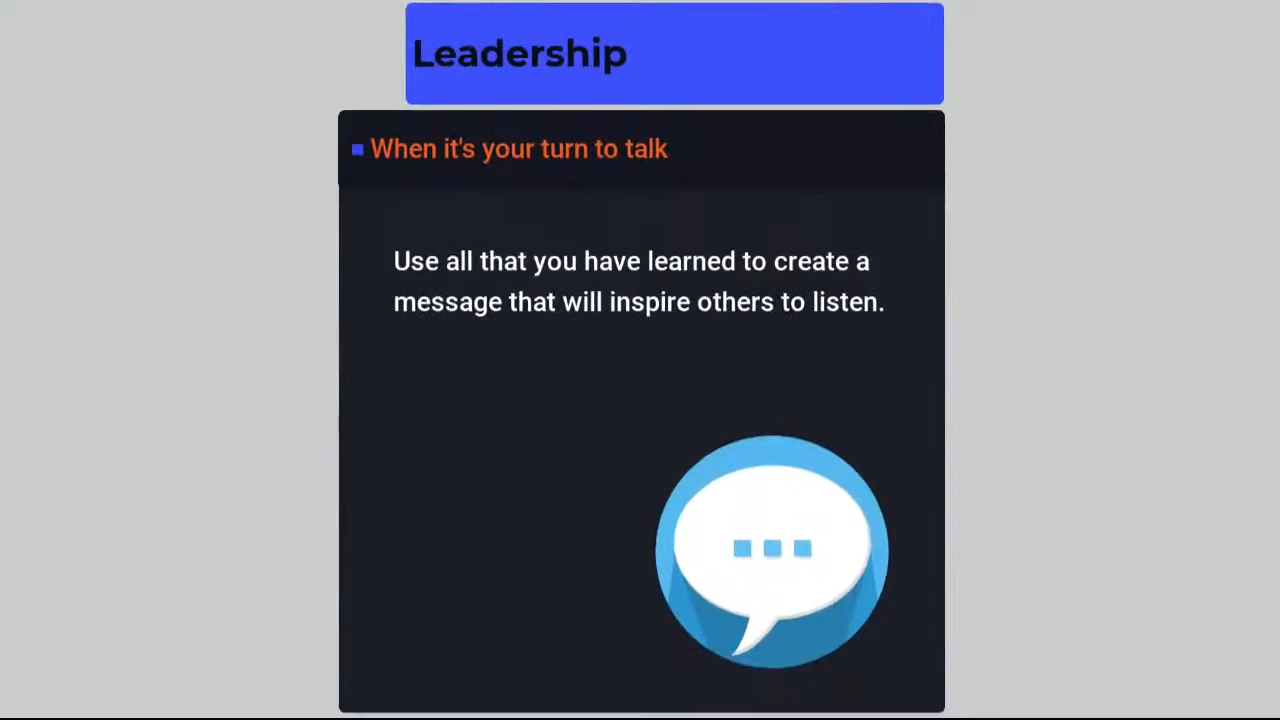 Leadership
When it's your turn to talk
Use all that you have learned to create a
message that will inspire others to listen.